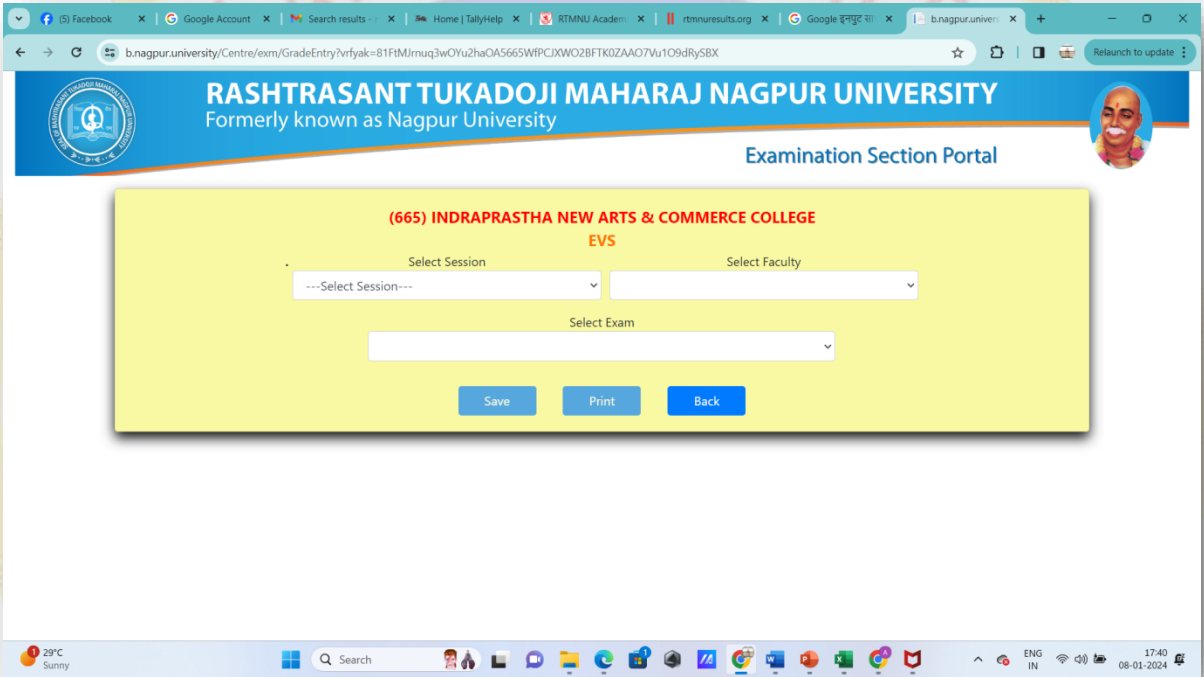 (5) Facebook
Google Account
Search results -
Home | TallyHelp
RTMNU Academ
rtmnuresults.org
Google इनपुट सा
b.nagpur.univers
b.nagpur.university/Centre/exm/GradeEntry?vrfyak=81FtMJrnuq3wOYu2haOA5665WfPCJXWO2BFTK0ZAAO7Vu1O9dRySBX
Relaunch to update
RASHTRASANT TUKADOJI MAHARAJ NAGPUR UNIVERSITY
Formerly known as Nagpur University
Examination Section Portal
(665) INDRAPRASTHA NEW ARTS & COMMERCE COLLEGE
EVS
Select Session
Select Faculty
---Select Session---
Select Exam
Save
Print
Back
1
29°C
Sunny
Search
ENG
IN
17:40
08-01-2024